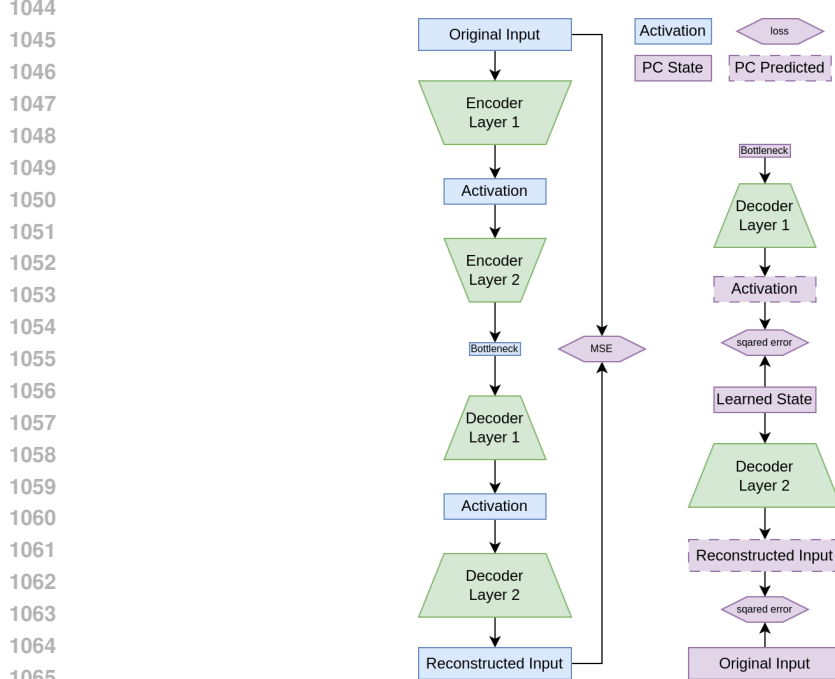 1044
1045
1046
1047
1048
1049
1050
1051
1052
1053
1054
1055
1056
1057
1058
1059
1060
1061
1062
1063
1064
1065
Original Input
Encoder
Layer 1
Activation
Encoder
Layer 2
Bottleneck
Decoder
Layer 1
Activation
Decoder
Layer 2
Reconstructed Input
MSE
Activation
loss
PC State
PC Predicted
Bottleneck
Decoder
Layer 1
Activation
sqared error
Learned State
Decoder
Layer 2
Reconstructed Input
sqared error
Original Input